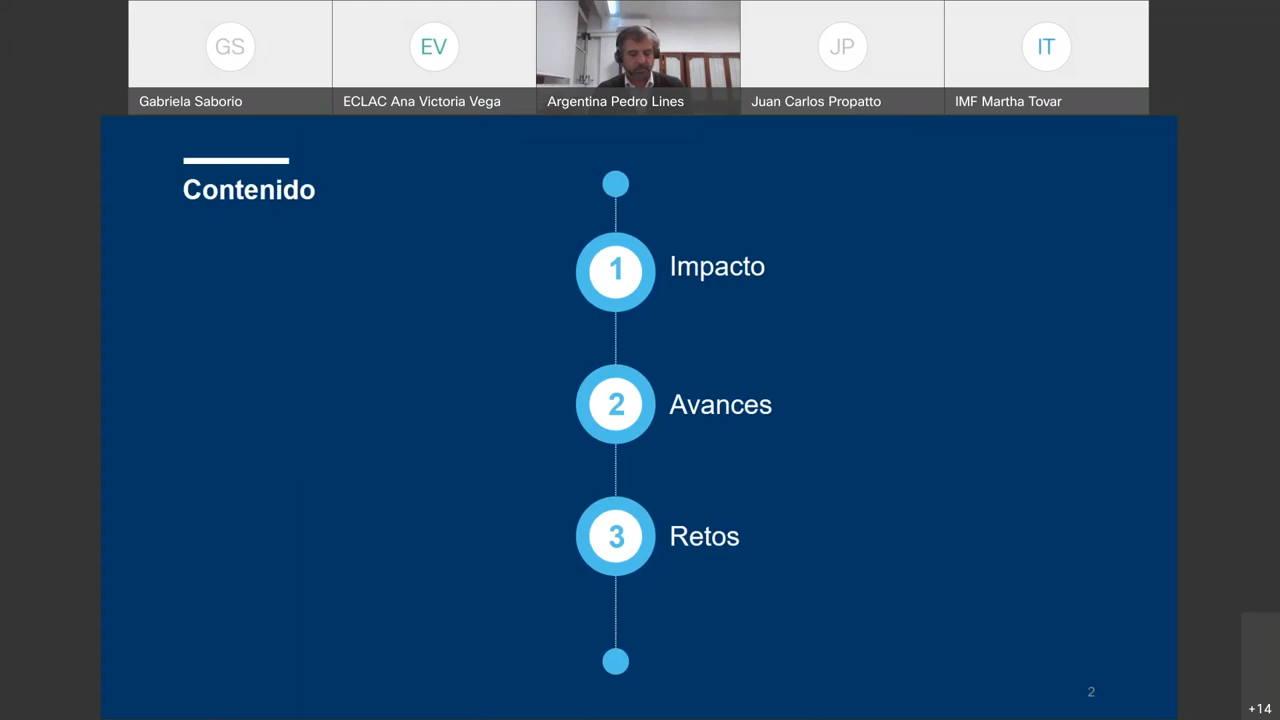 GS
EV
JP
IT
Gabriela Saborio
ECLAC Ana Victoria Vega
Argentina Pedro Lines
Juan Carlos Propatto
IMF Martha Tovar
Contenido
1 Impacto
2 Avances
3 Retos
2
+14